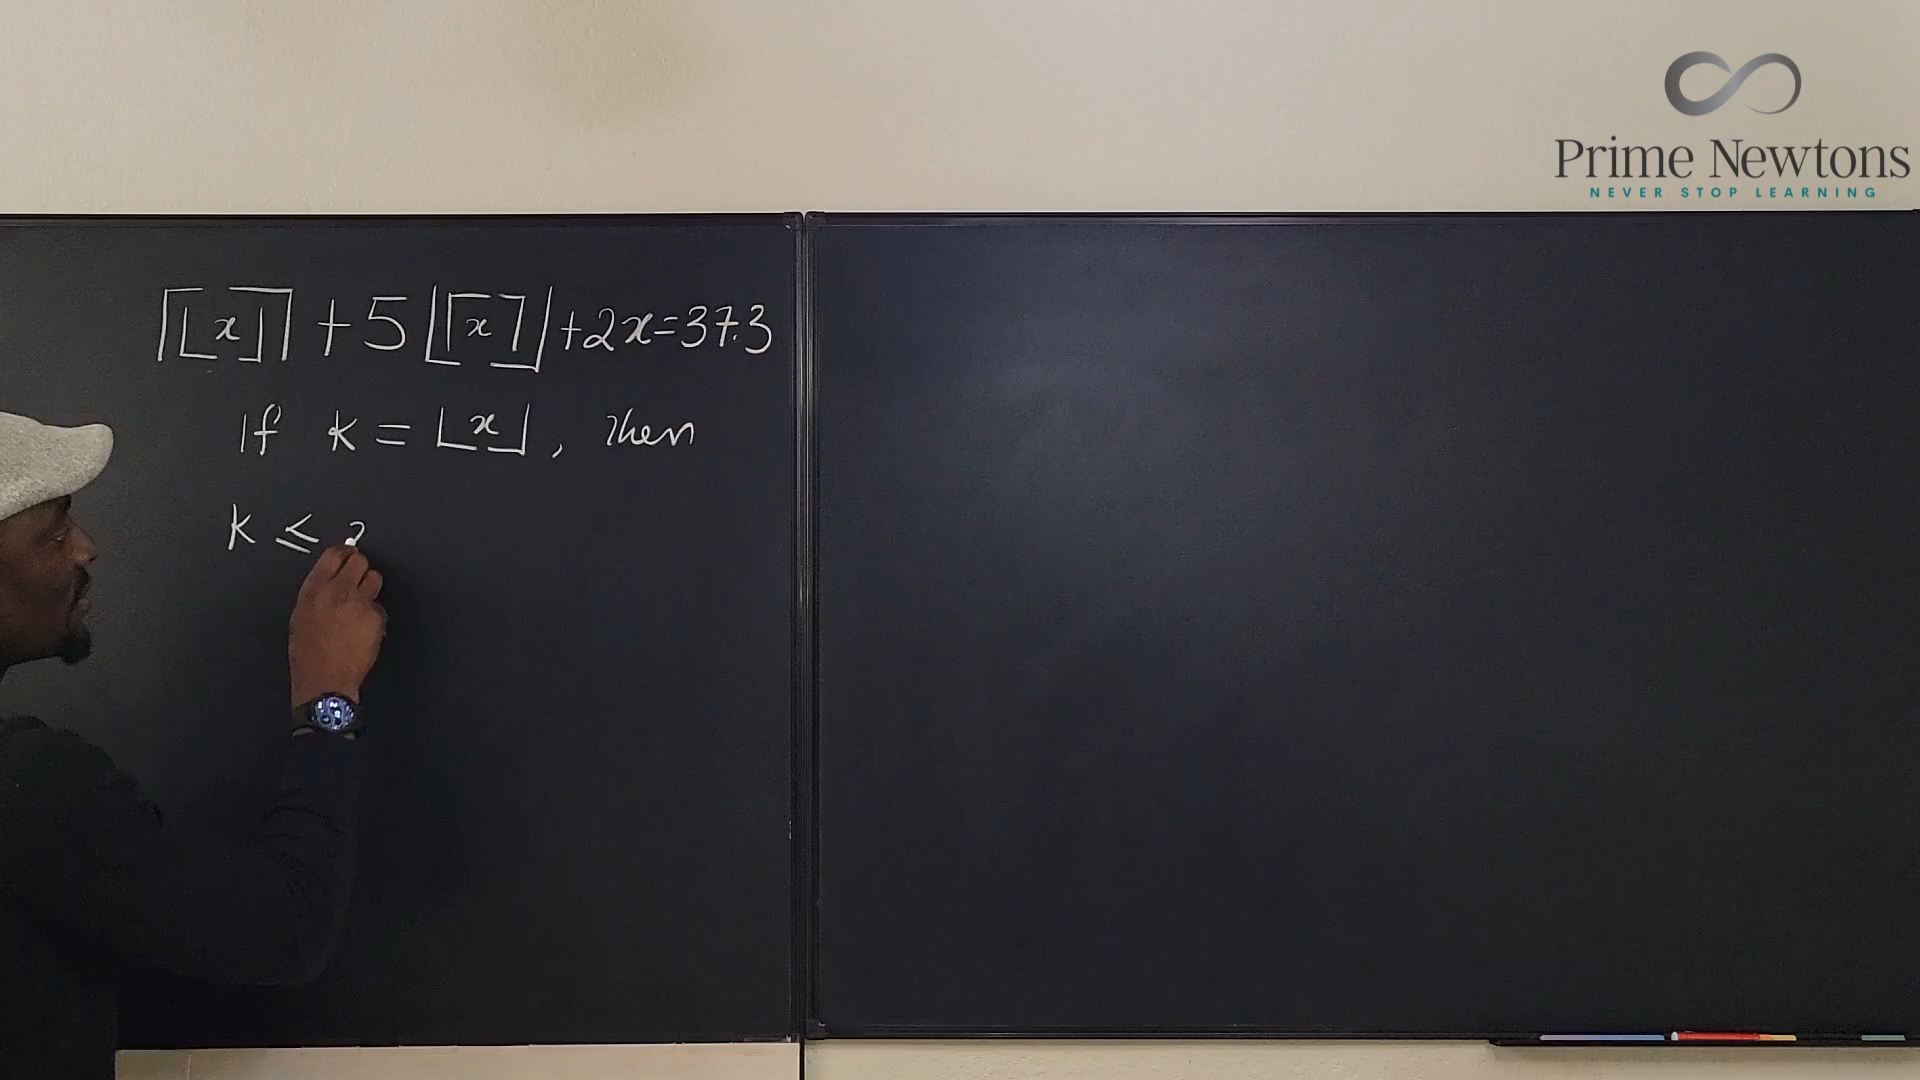 Prime Newtons
NEVER STOP LEARNING
⌈⌊x⌋⌉ + 5⌊⌈x⌉⌋ + 2x = 37.3
If k = ⌊x⌋, then
k ≤